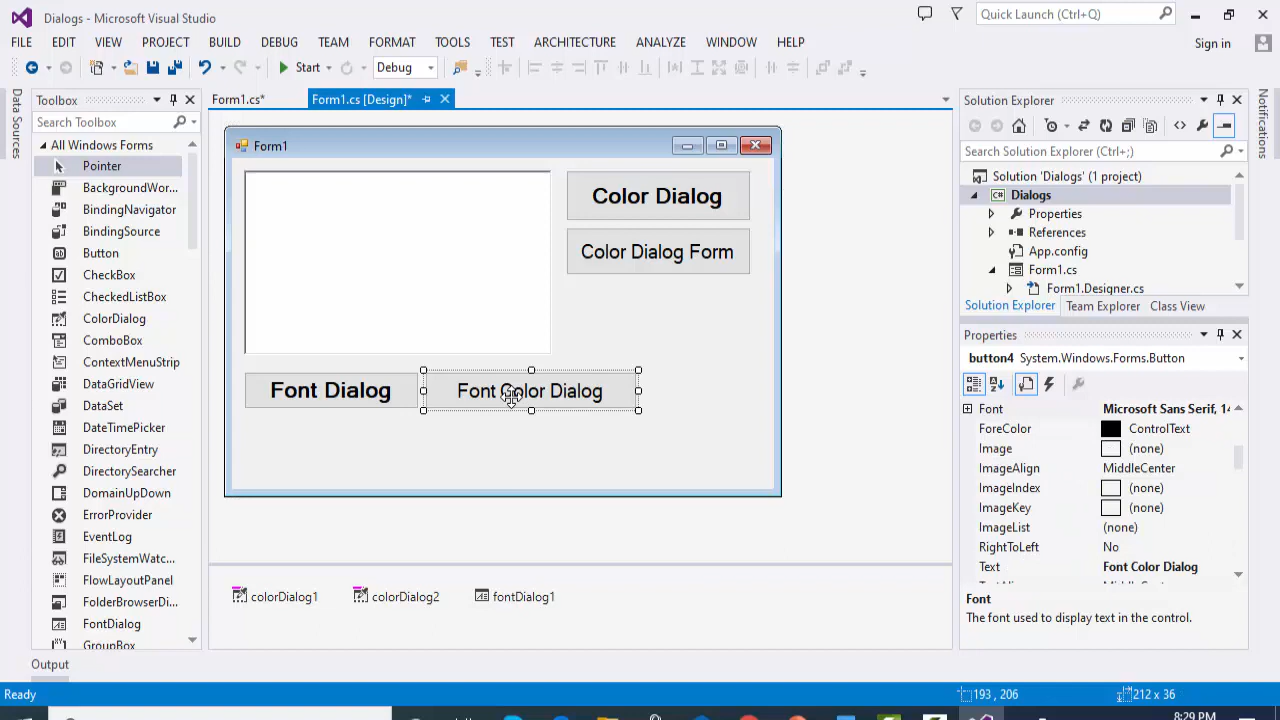 Dialogs - Microsoft Visual Studio
Quick Launch (Ctrl+Q)
FILE EDIT VIEW PROJECT BUILD DEBUG TEAM FORMAT TOOLS TEST ARCHITECTURE ANALYZE WINDOW HELP
Sign in
Start Debug
Data Sources
Toolbox
Search Toolbox
All Windows Forms
Pointer
BackgroundWor...
BindingNavigator
BindingSource
Button
CheckBox
CheckedListBox
ColorDialog
ComboBox
ContextMenuStrip
DataGridView
DataSet
DateTimePicker
DirectoryEntry
DirectorySearcher
DomainUpDown
ErrorProvider
EventLog
FileSystemWatc...
FlowLayoutPanel
FolderBrowserDi...
FontDialog
GroupBox
Form1.cs*
Form1.cs [Design]*
Form1
Color Dialog
Color Dialog Form
Font Dialog
Font Color Dialog
colorDialog1
colorDialog2
fontDialog1
Solution Explorer
Search Solution Explorer (Ctrl+;)
Solution 'Dialogs' (1 project)
Dialogs
Properties
References
App.config
Form1.cs
Form1.Designer.cs
Solution Explorer Team Explorer Class View
Properties
button4 System.Windows.Forms.Button
Font Microsoft Sans Serif, 14
ForeColor ControlText
Image (none)
ImageAlign MiddleCenter
ImageIndex (none)
ImageKey (none)
ImageList (none)
RightToLeft No
Text Font Color Dialog
Font
The font used to display text in the control.
Notifications
Output
Ready
193 , 206
212 x 36
8:29 PM